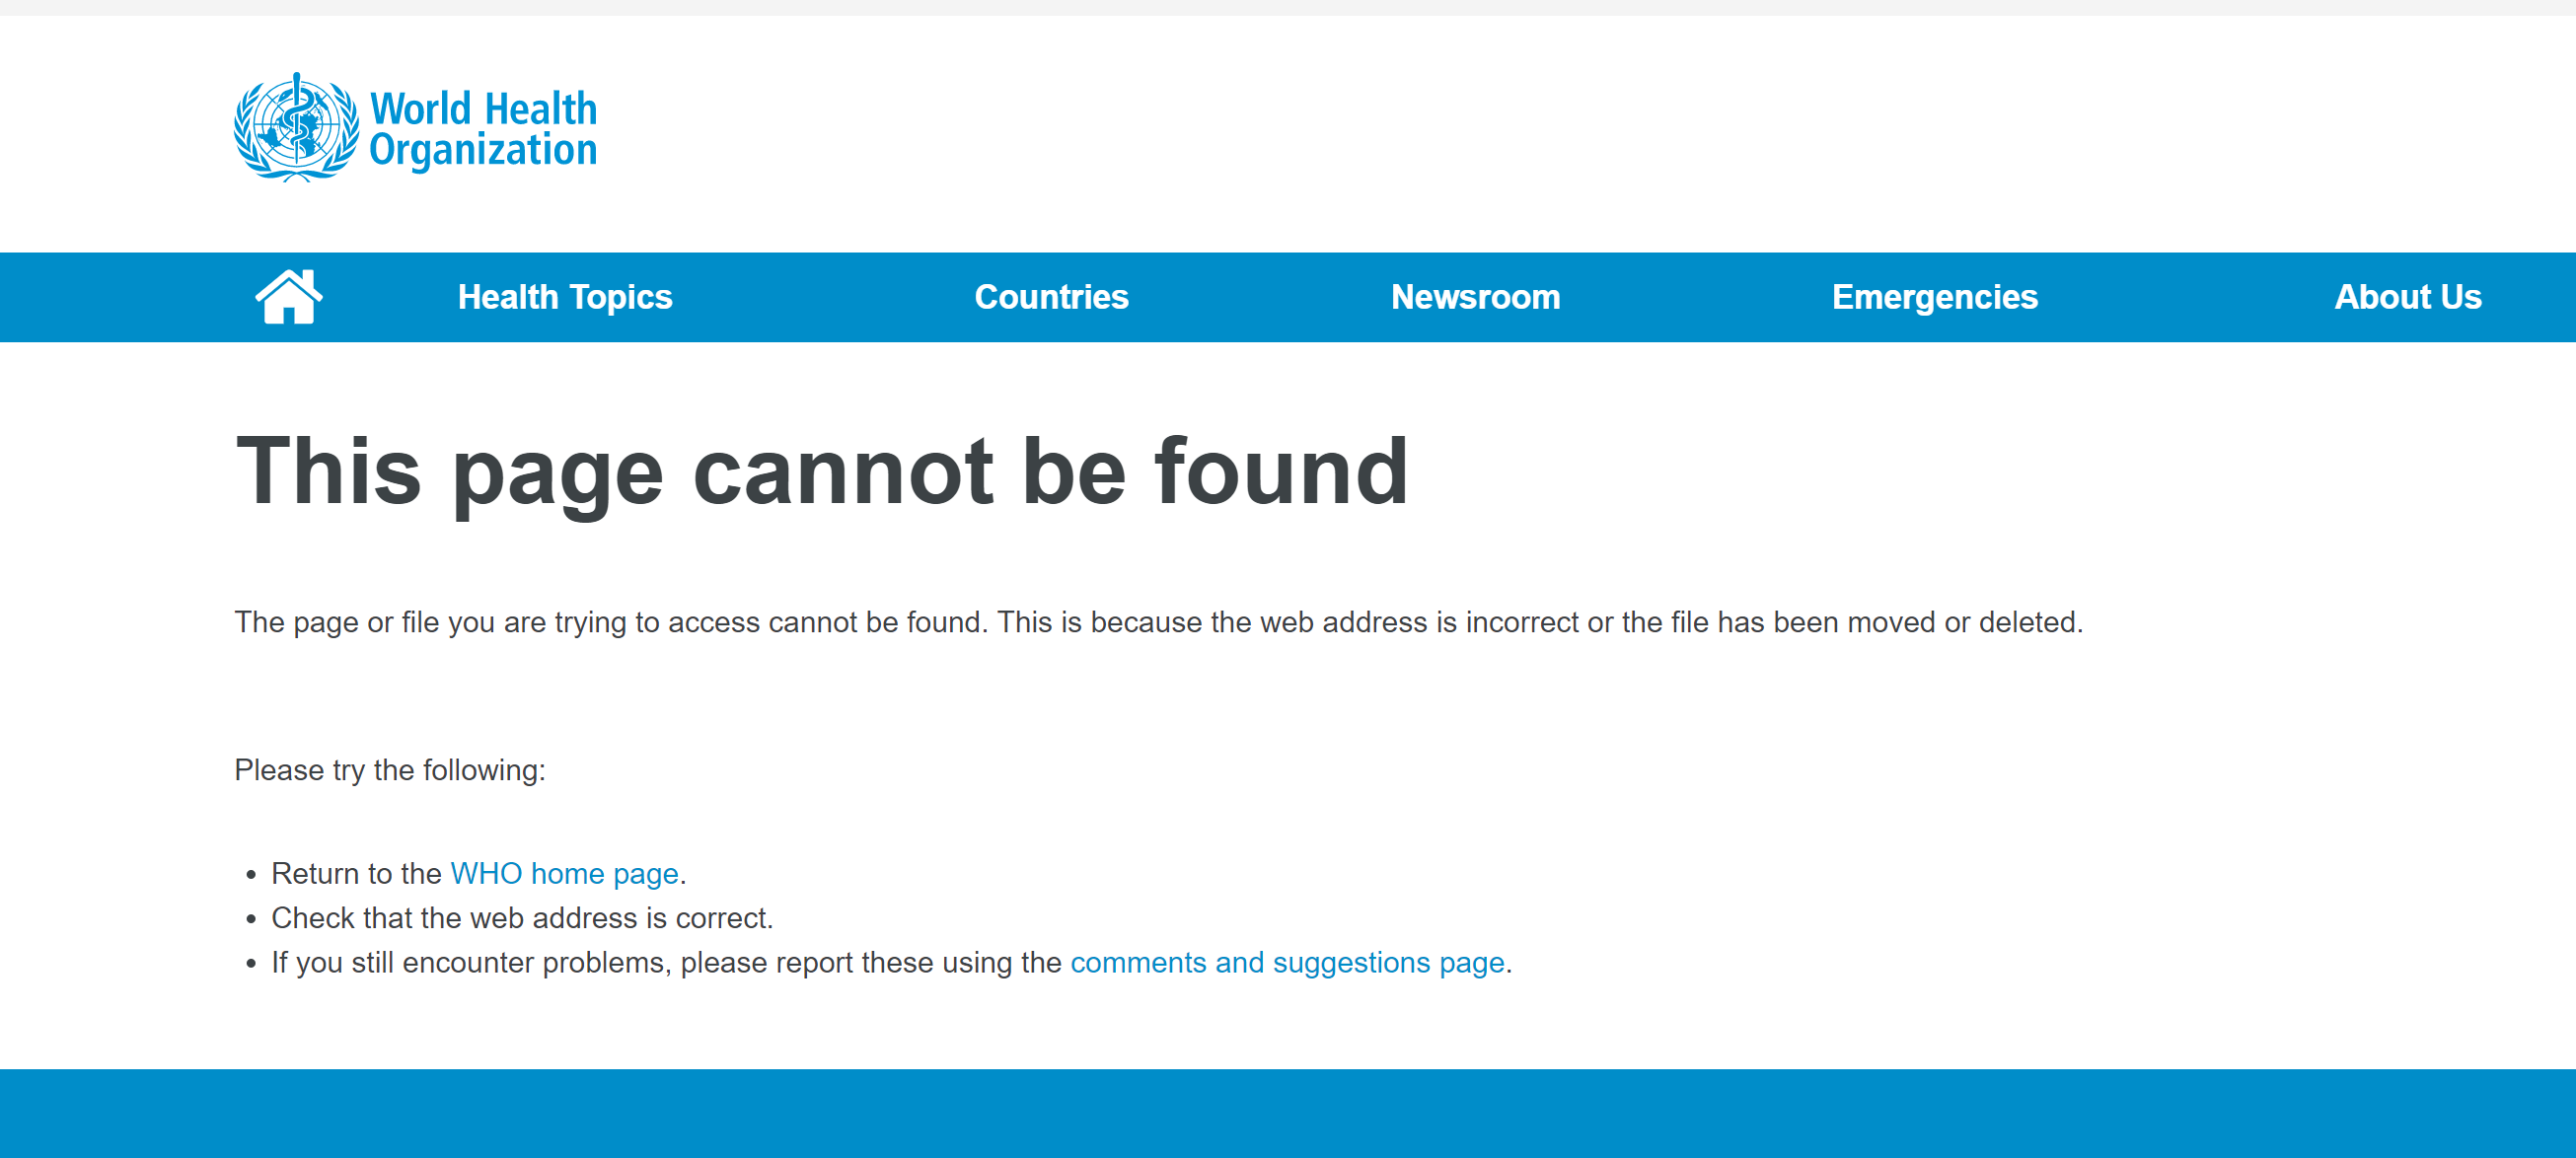 World Health
Organization
Health Topics
Countries
Newsroom
Emergencies
About Us
This page cannot be found
The page or file you are trying to access cannot be found. This is because the web address is incorrect or the file has been moved or deleted.
Please try the following:
• Return to the WHO home page.
• Check that the web address is correct.
• If you still encounter problems, please report these using the comments and suggestions page.